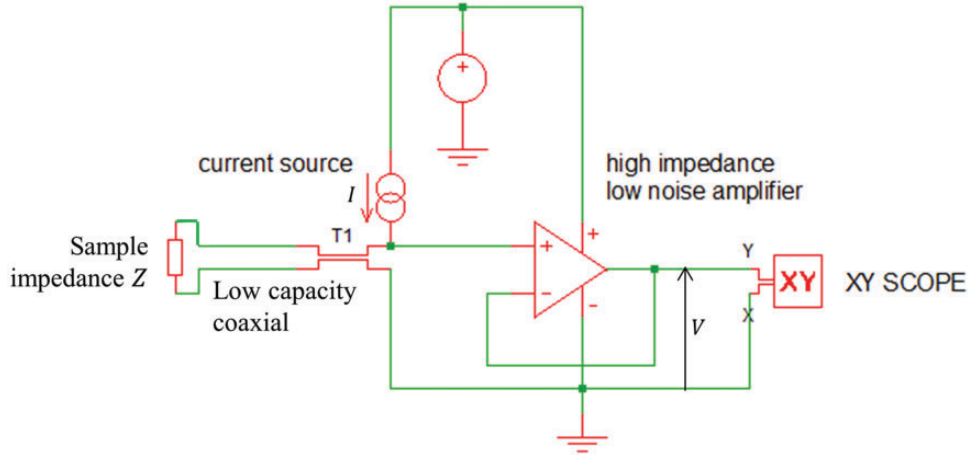 current source
I
high impedance
low noise amplifier
T1
Sample
impedance Z
Low capacity
coaxial
+
+
−
−
Y
X
V
XY
XY SCOPE